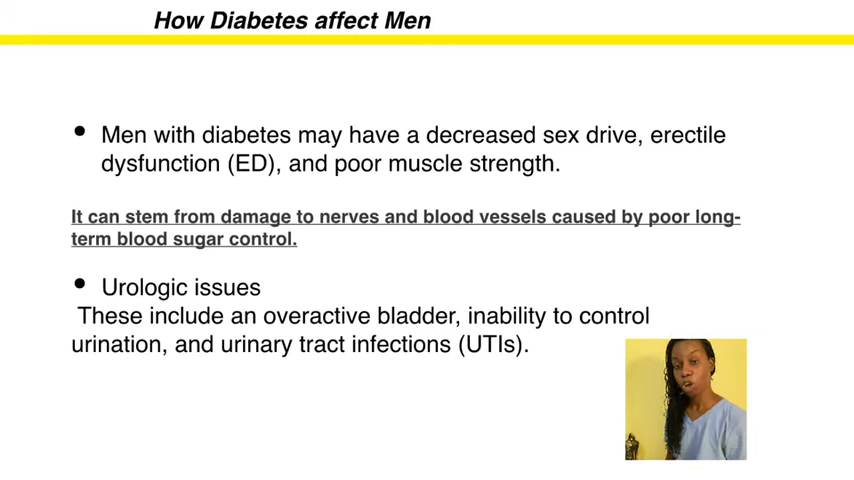 How Diabetes affect Men
• Men with diabetes may have a decreased sex drive, erectile
dysfunction (ED), and poor muscle strength.
It can stem from damage to nerves and blood vessels caused by poor long-
term blood sugar control.
• Urologic issues
These include an overactive bladder, inability to control
urination, and urinary tract infections (UTIs).